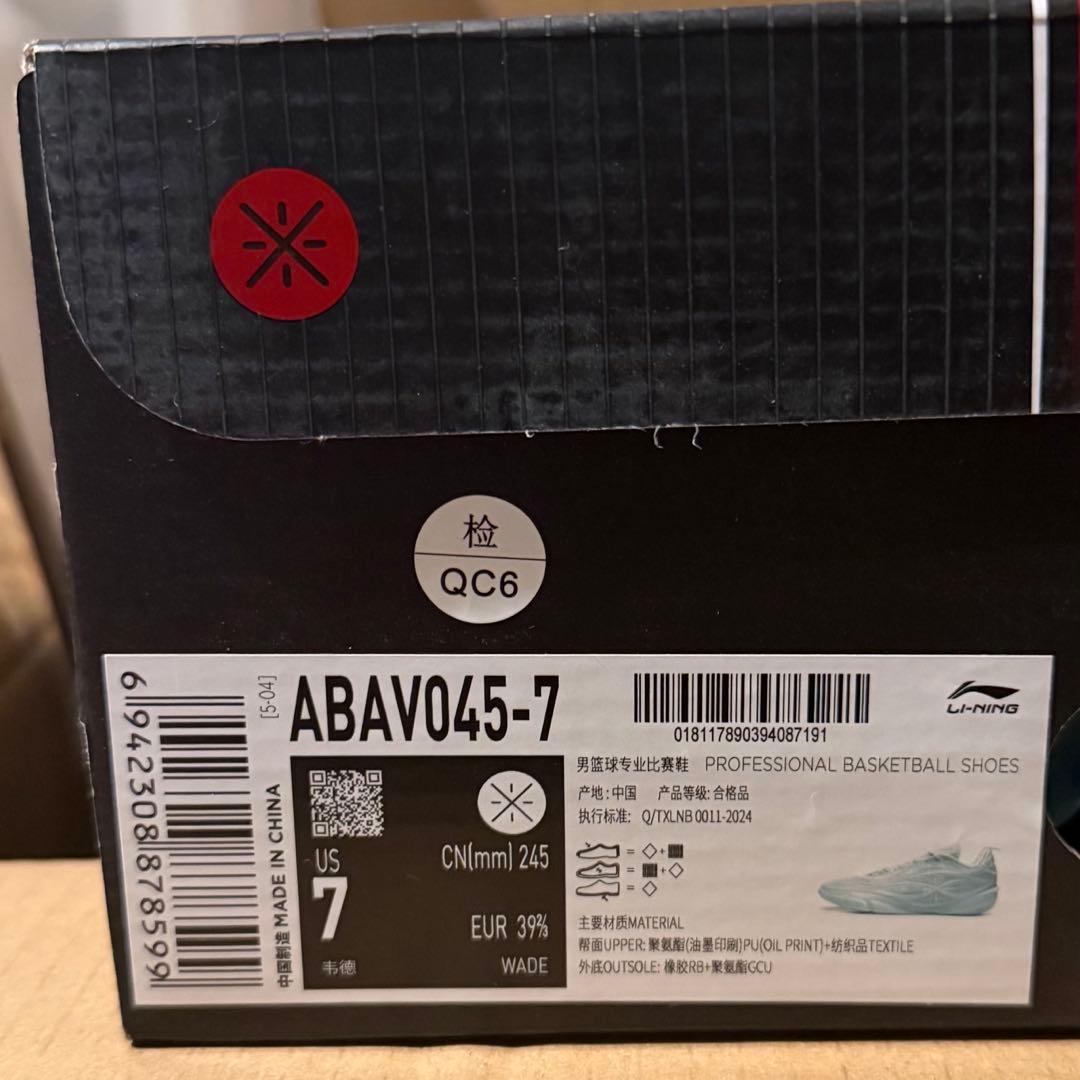 检
QC6
6 942308 878599
[5-04]
中国制造 MADE IN CHINA
ABAV045-7
018117890394087191
LI-NING
男篮球专业比赛鞋 PROFESSIONAL BASKETBALL SHOES
产地: 中国 产品等级: 合格品
执行标准: Q/TXLNB 0011-2024
US
7
韦德
CN(mm) 245
EUR 39⅔
WADE
主要材质MATERIAL
帮面UPPER: 聚氨酯(油墨印刷)PU(OIL PRINT)+纺织品TEXTILE
外底OUTSOLE: 橡胶RB+聚氨酯GCU